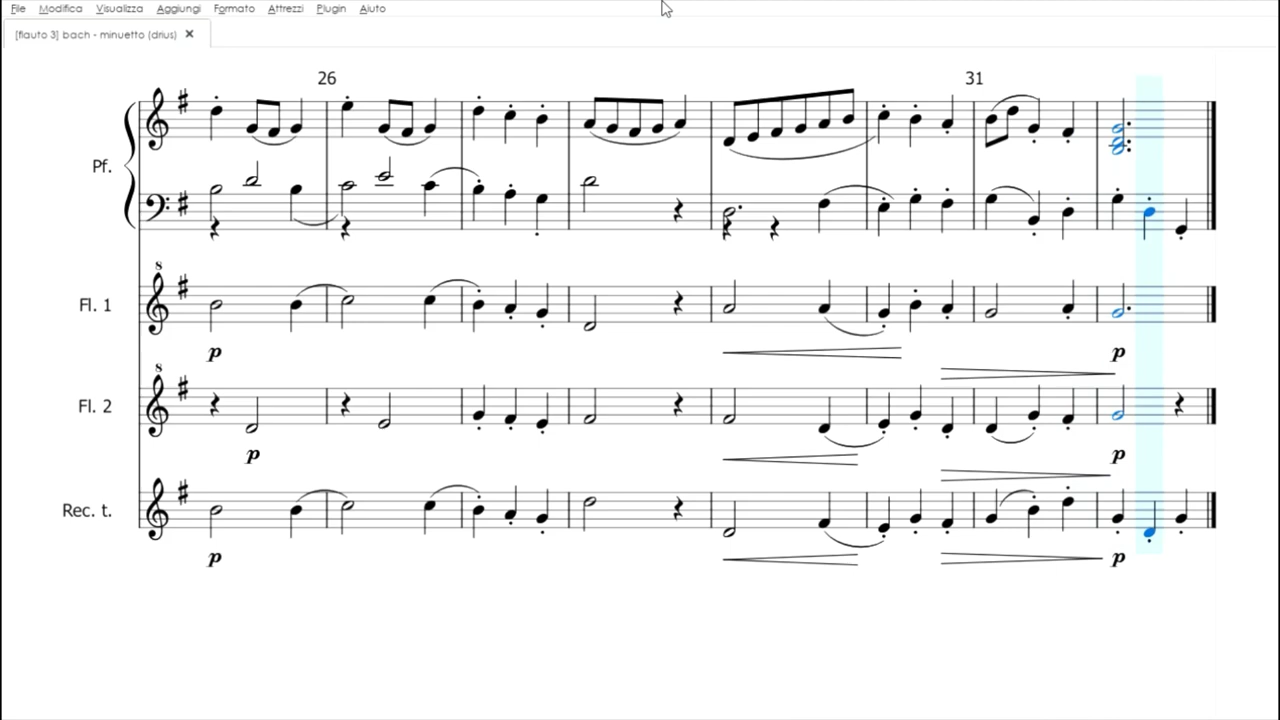 File Modifica Visualizza Aggiungi Formato Attrezzi Plugin Aiuto
[flauto 3] bach - minuetto (drius) ✕
26 31
Pf.
8
Fl. 1
p p
8
Fl. 2
p p
Rec. t.
p p